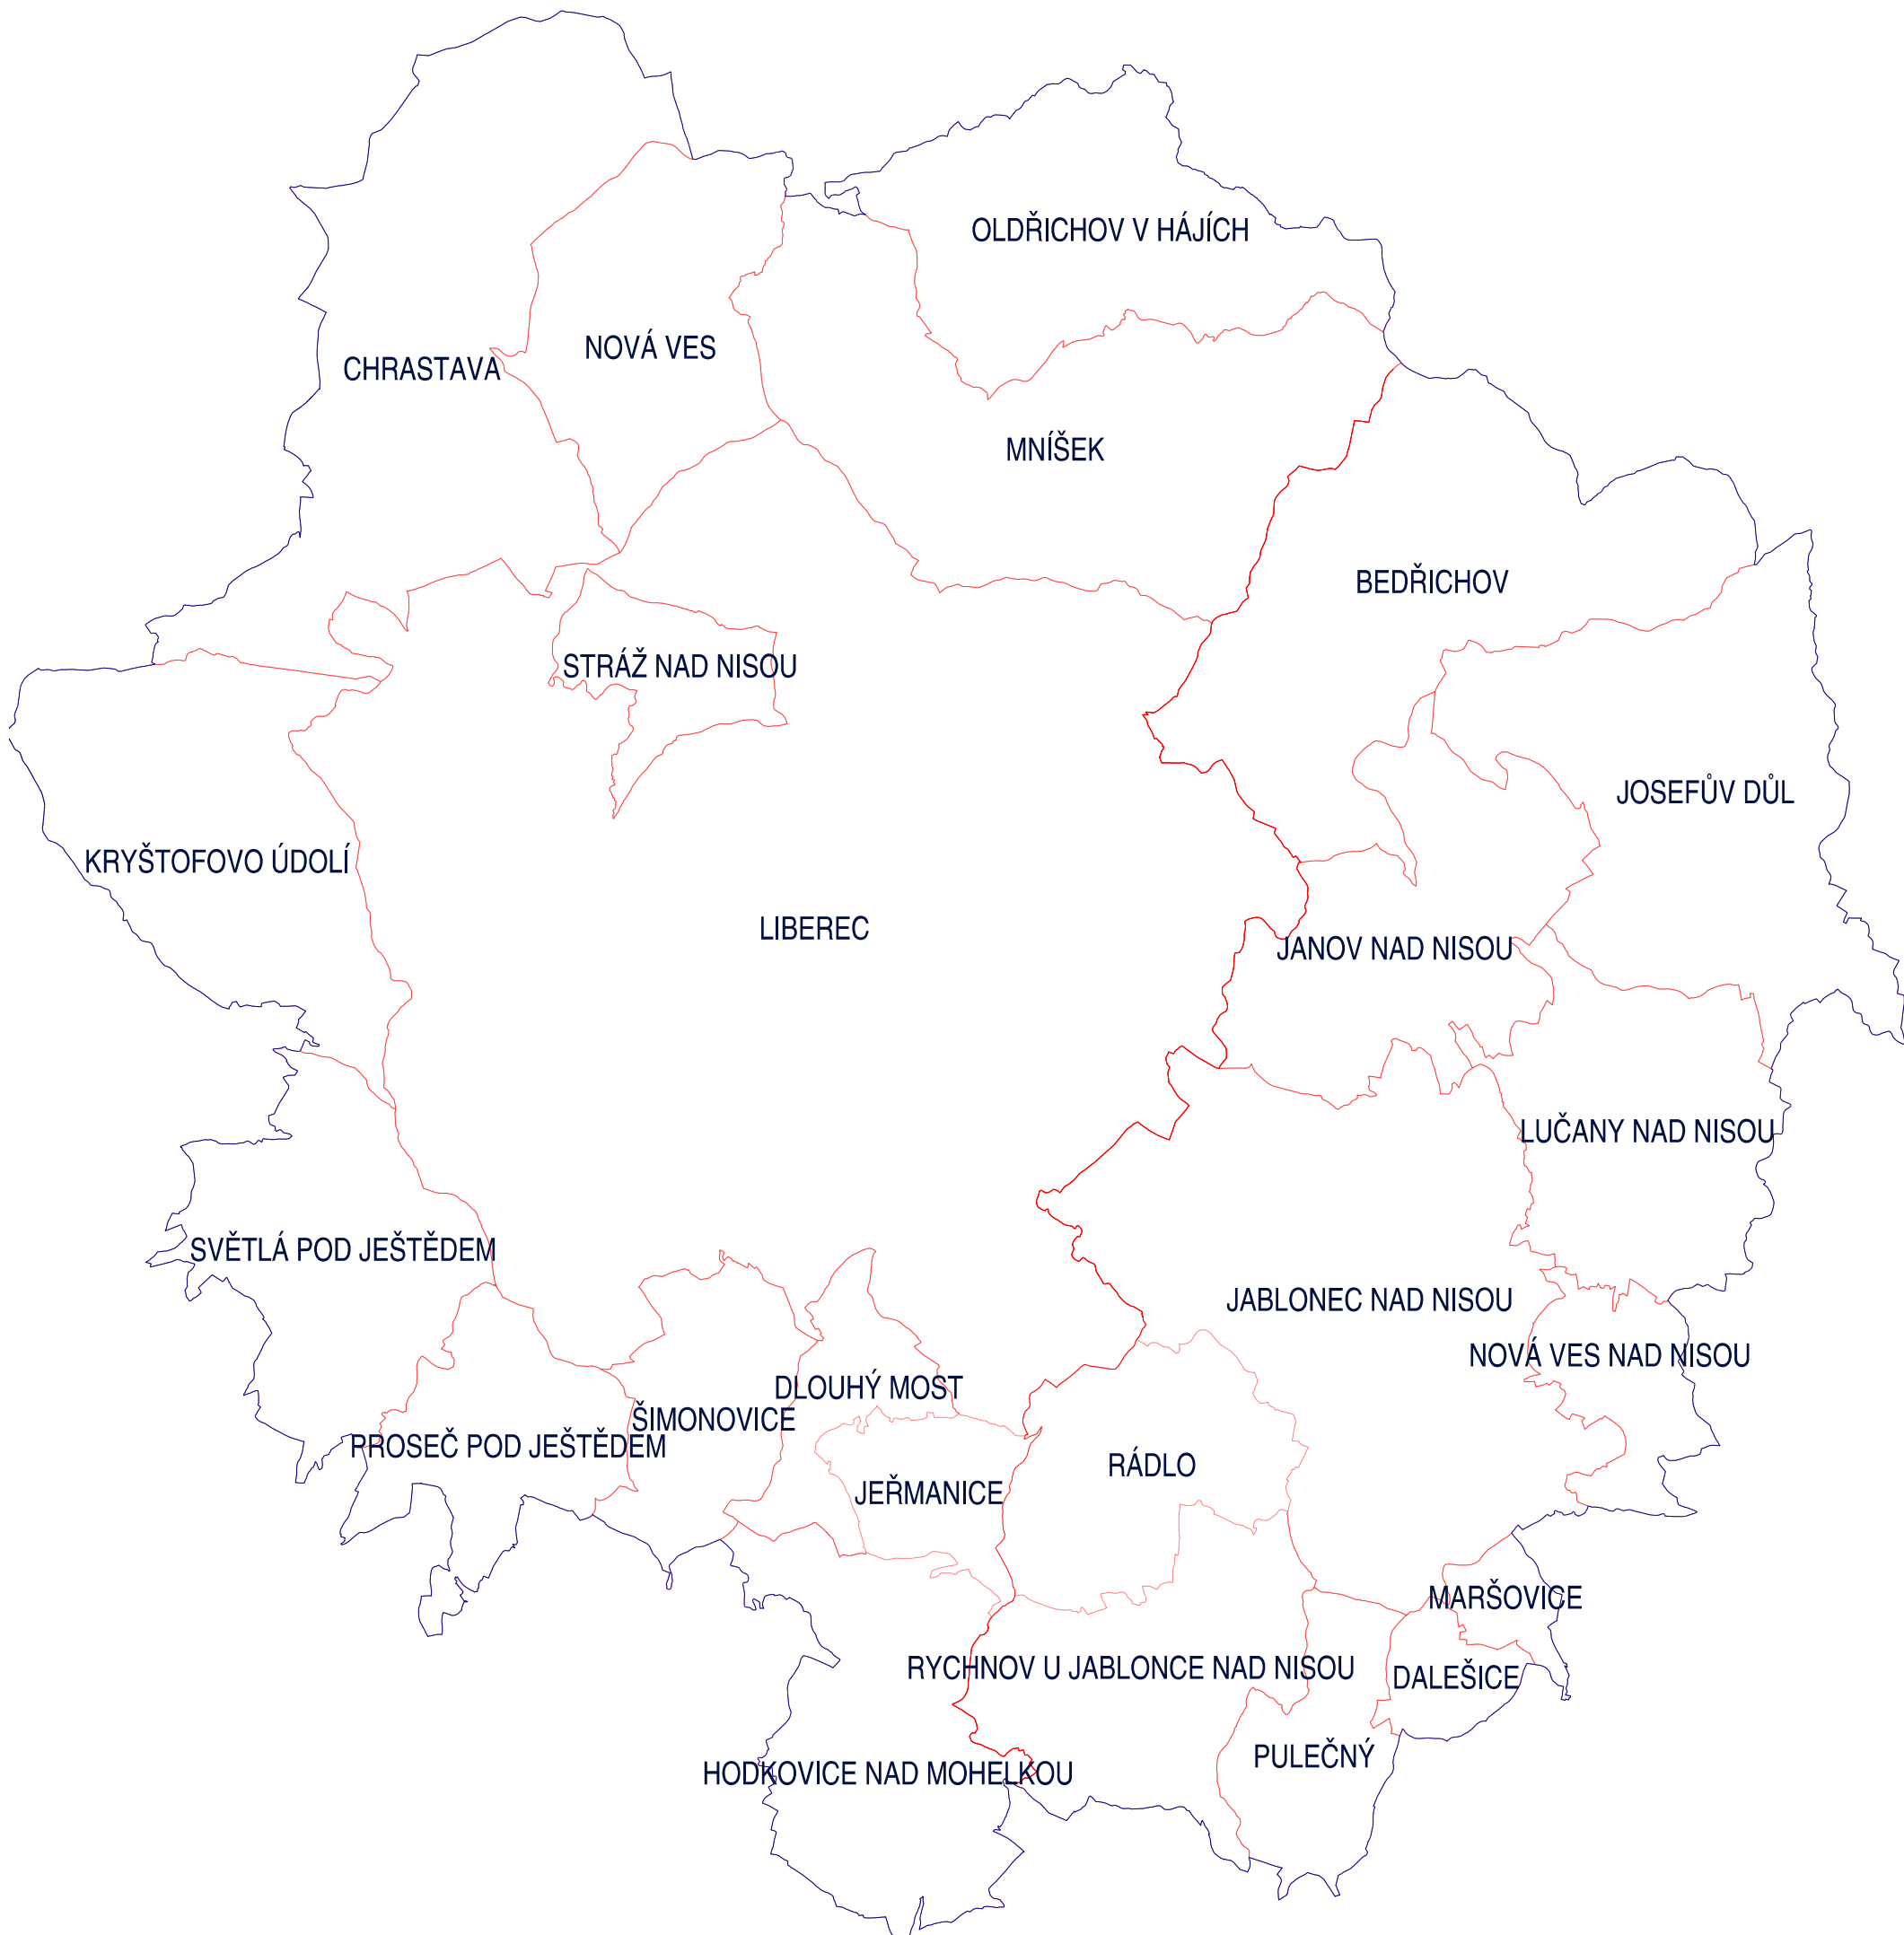 OLDŘICHOV V HÁJÍCH
NOVÁ VES
CHRASTAVA
MNÍŠEK
BEDŘICHOV
STRÁŽ NAD NISOU
JOSEFŮV DŮL
KRYŠTOFOVO ÚDOLÍ
LIBEREC
JANOV NAD NISOU
LUČANY NAD NISOU
SVĚTLÁ POD JEŠTĚDEM
JABLONEC NAD NISOU
NOVÁ VES NAD NISOU
DLOUHÝ MOST
ŠIMONOVICE
PROSEČ POD JEŠTĚDEM
RÁDLO
JEŘMANICE
MARŠOVICE
RYCHNOV U JABLONCE NAD NISOU
DALEŠICE
PULEČNÝ
HODKOVICE NAD MOHELKOU